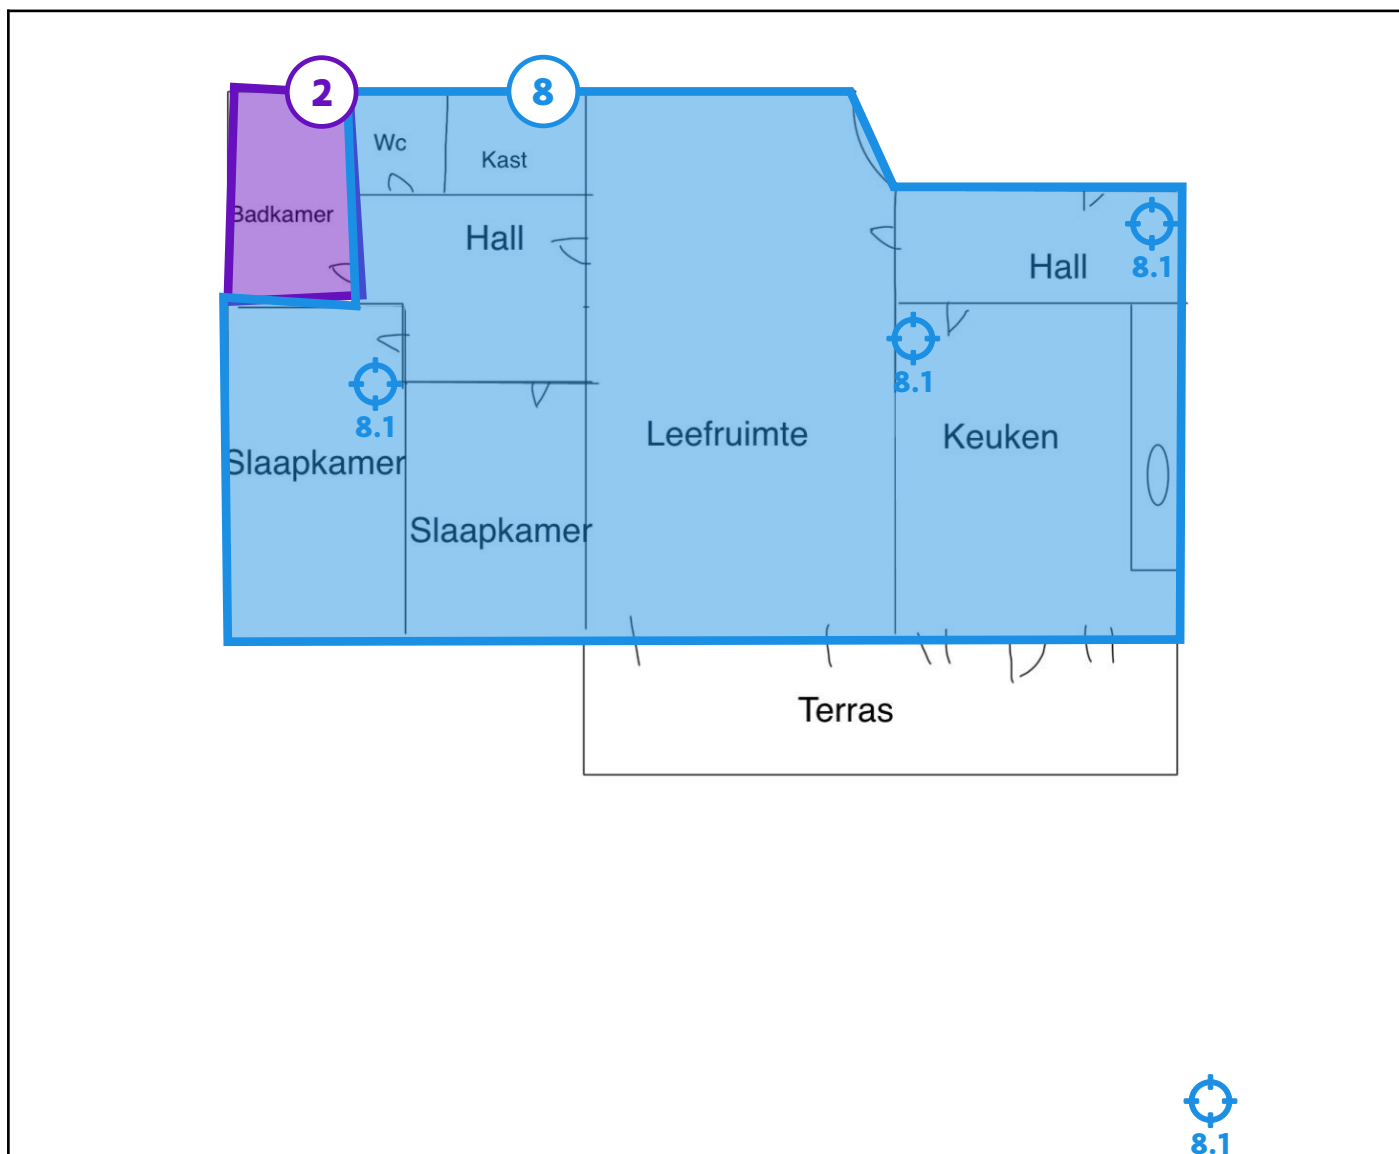 2
8
Wc
Kast
Badkamer
Hall
Hall
8.1
8.1
8.1
Leefruimte
Keuken
Slaapkamer
Slaapkamer
Terras
8.1